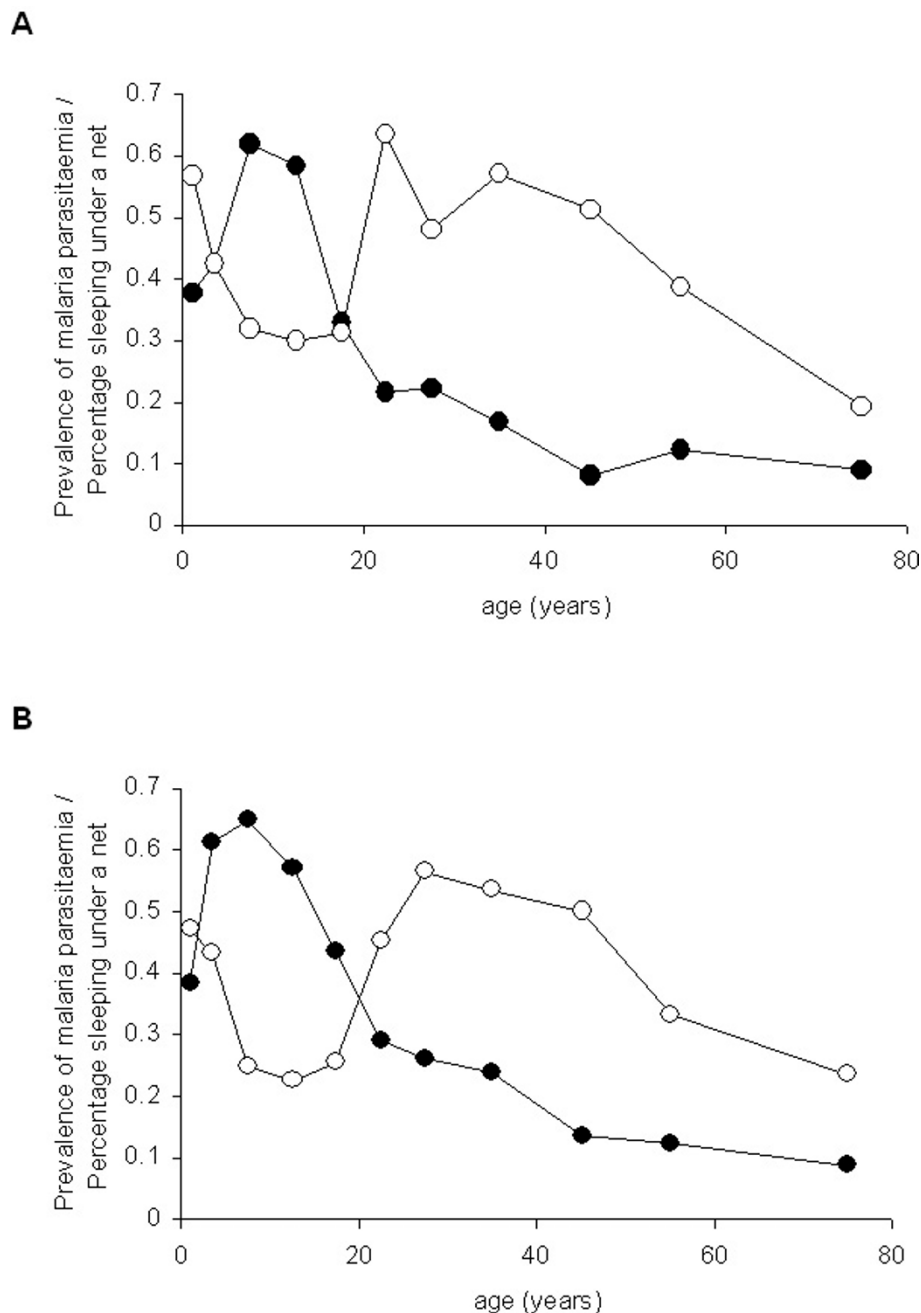 A
Prevalence of malaria parasitaemia /
Percentage sleeping under a net
0.7
0.6
0.5
0.4
0.3
0.2
0.1
0
0 20 40 60 80
age (years)
B
Prevalence of malaria parasitaemia /
Percentage sleeping under a net
0.7
0.6
0.5
0.4
0.3
0.2
0.1
0
0 20 40 60 80
age (years)